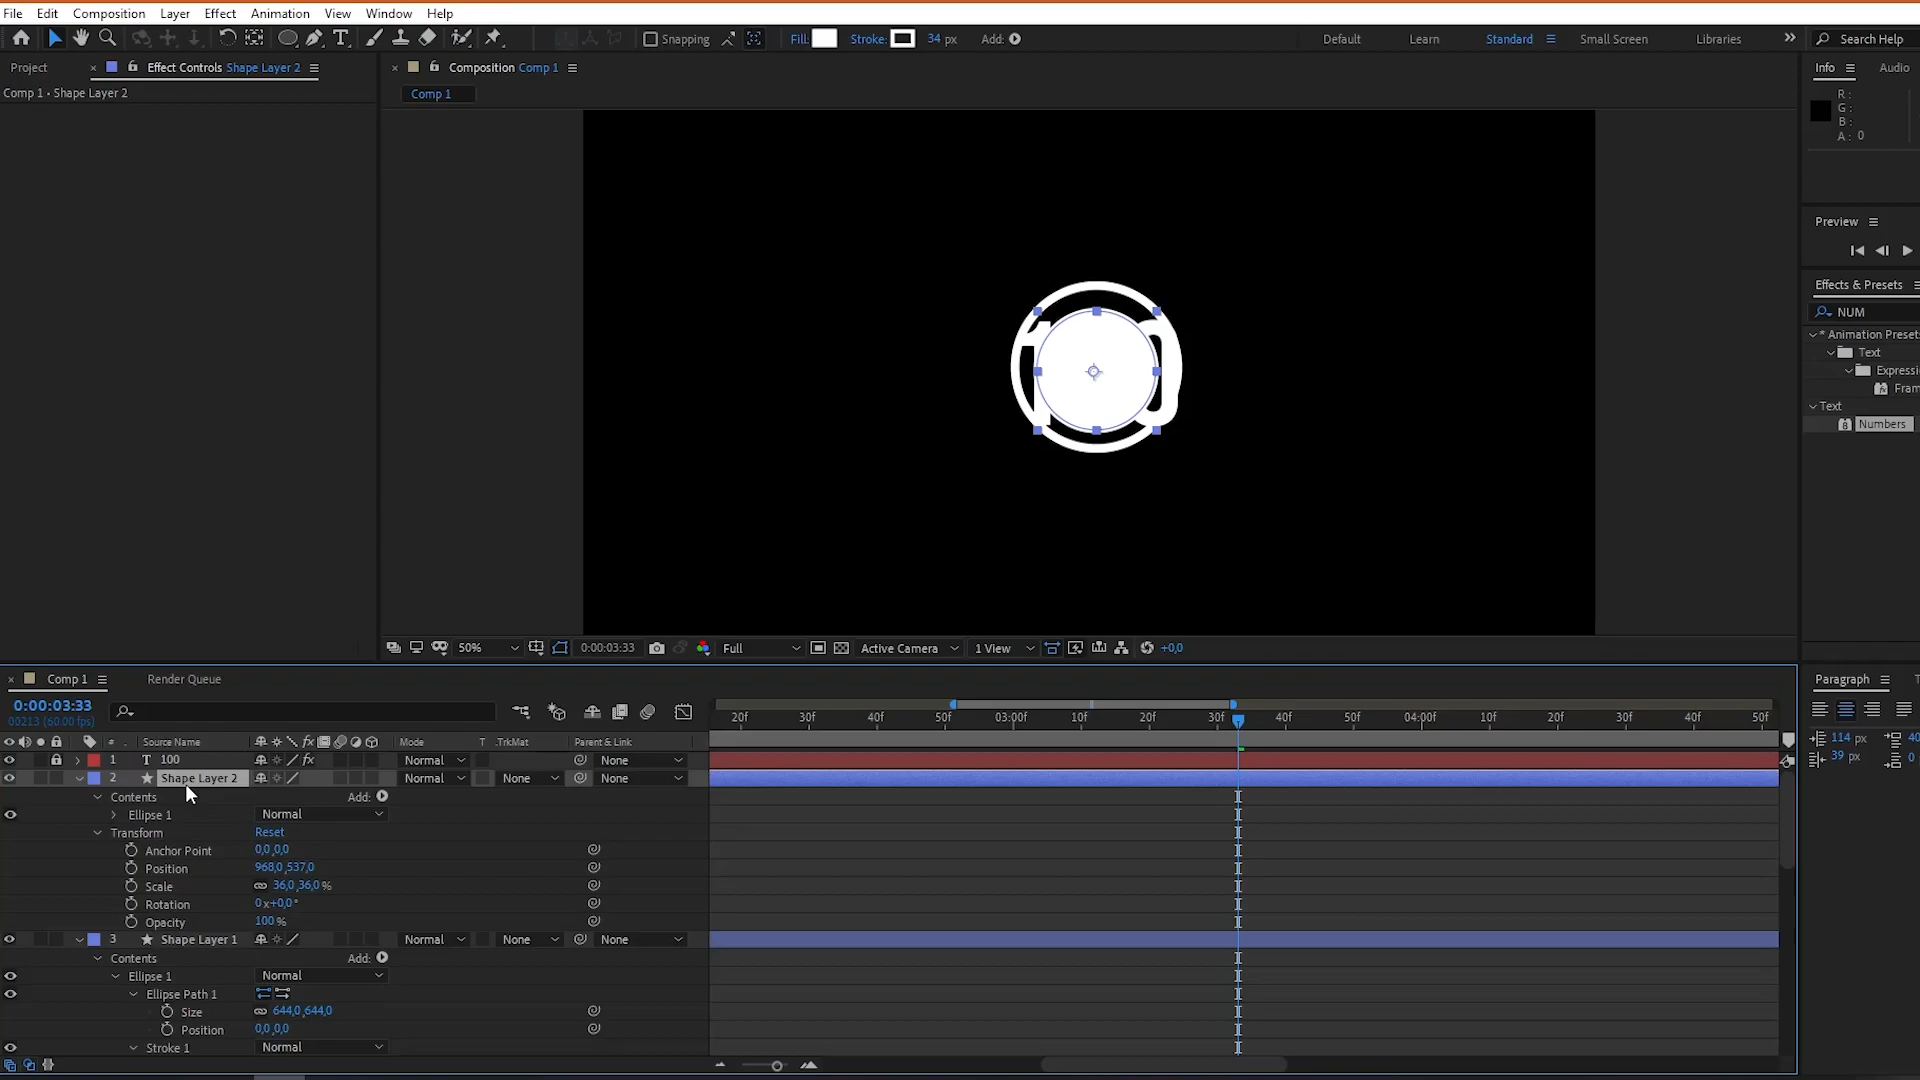 File Edit Composition Layer Effect Animation View Window Help
Snapping Fill: Stroke: 34 px Add: Default Learn Standard Small Screen Libraries Search Help
Project Effect Controls Shape Layer 2 Composition Comp 1 Info Audio
Comp 1 • Shape Layer 2 Comp 1
R :
G :
B :
A : 0
Preview
Effects & Presets
NUM
* Animation Preset
Text
Expressi
Fram
Text
Numbers
50% 0:00:03:33 Full Active Camera 1 View +0,0
Comp 1 Render Queue Paragraph
0:00:03:33
00213 (60.00 fps)
20f 30f 40f 50f 03:00f 10f 20f 30f 40f 50f 04:00f 10f 20f 30f 40f 50f
# Source Name Mode T .TrkMat Parent & Link
114 px 40
39 px 0
1 T 100 Normal None
2 Shape Layer 2 Normal None None
Contents Add:
Ellipse 1 Normal
Transform Reset
Anchor Point 0,0,0,0
Position 968,0,537,0
Scale 36,0,36,0 %
Rotation 0x+0,0°
Opacity 100 %
3 Shape Layer 1 Normal None None
Contents Add:
Ellipse 1 Normal
Ellipse Path 1
Size 644,0,644,0
Position 0,0,0,0
Stroke 1 Normal